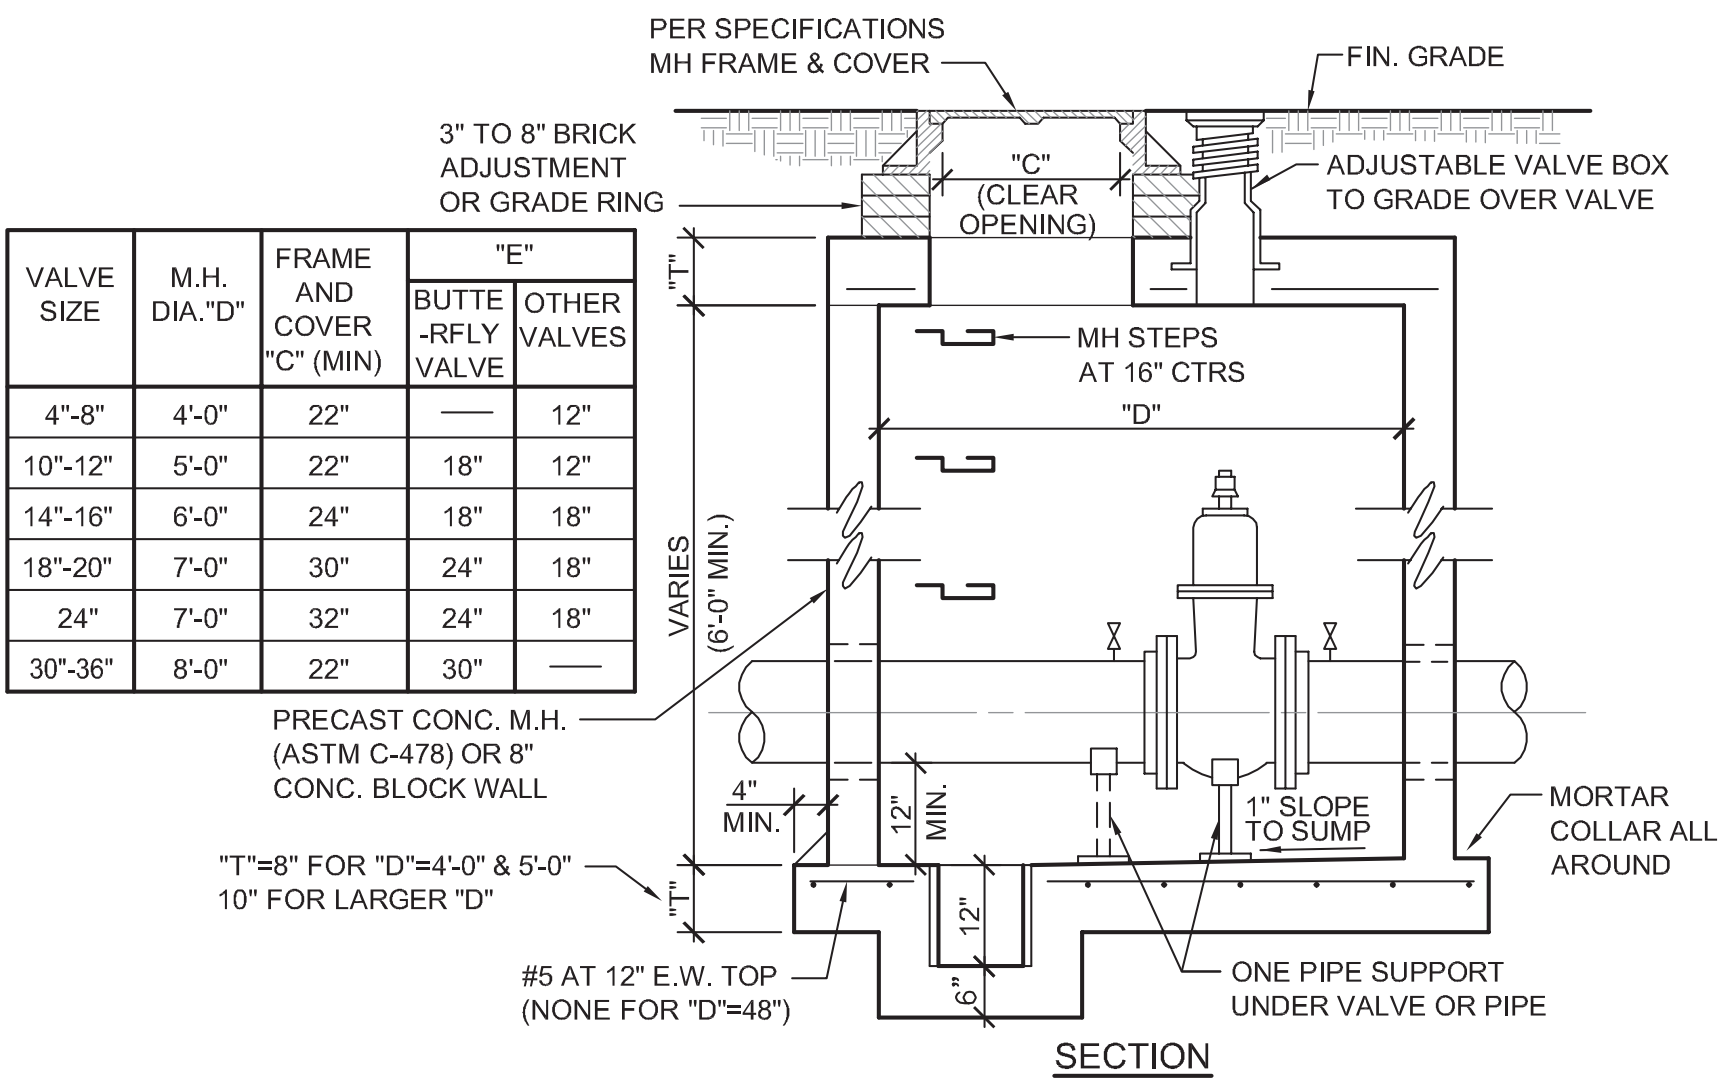 PER SPECIFICATIONS
MH FRAME & COVER
FIN. GRADE
3" TO 8" BRICK
ADJUSTMENT
OR GRADE RING
"C"
(CLEAR
OPENING)
ADJUSTABLE VALVE BOX
TO GRADE OVER VALVE
VALVE SIZE | M.H. DIA."D" | FRAME AND COVER "C" (MIN) | "E"
BUTTE -RFLY VALVE | OTHER VALVES
4"-8" 4'-0" 22" — 12"
10"-12" 5'-0" 22" 18" 12"
14"-16" 6'-0" 24" 18" 18"
18"-20" 7'-0" 30" 24" 18"
24" 7'-0" 32" 24" 18"
30"-36" 8'-0" 22" 30" —
"T"
MH STEPS
AT 16" CTRS
"D"
VARIES
(6'-0" MIN.)
PRECAST CONC. M.H.
(ASTM C-478) OR 8"
CONC. BLOCK WALL
4"
MIN.
12"
MIN.
1" SLOPE
TO SUMP
MORTAR
COLLAR ALL
AROUND
"T"=8" FOR "D"=4'-0" & 5'-0"
10" FOR LARGER "D"
"T"
12"
6”
#5 AT 12" E.W. TOP
(NONE FOR "D"=48")
ONE PIPE SUPPORT
UNDER VALVE OR PIPE
SECTION